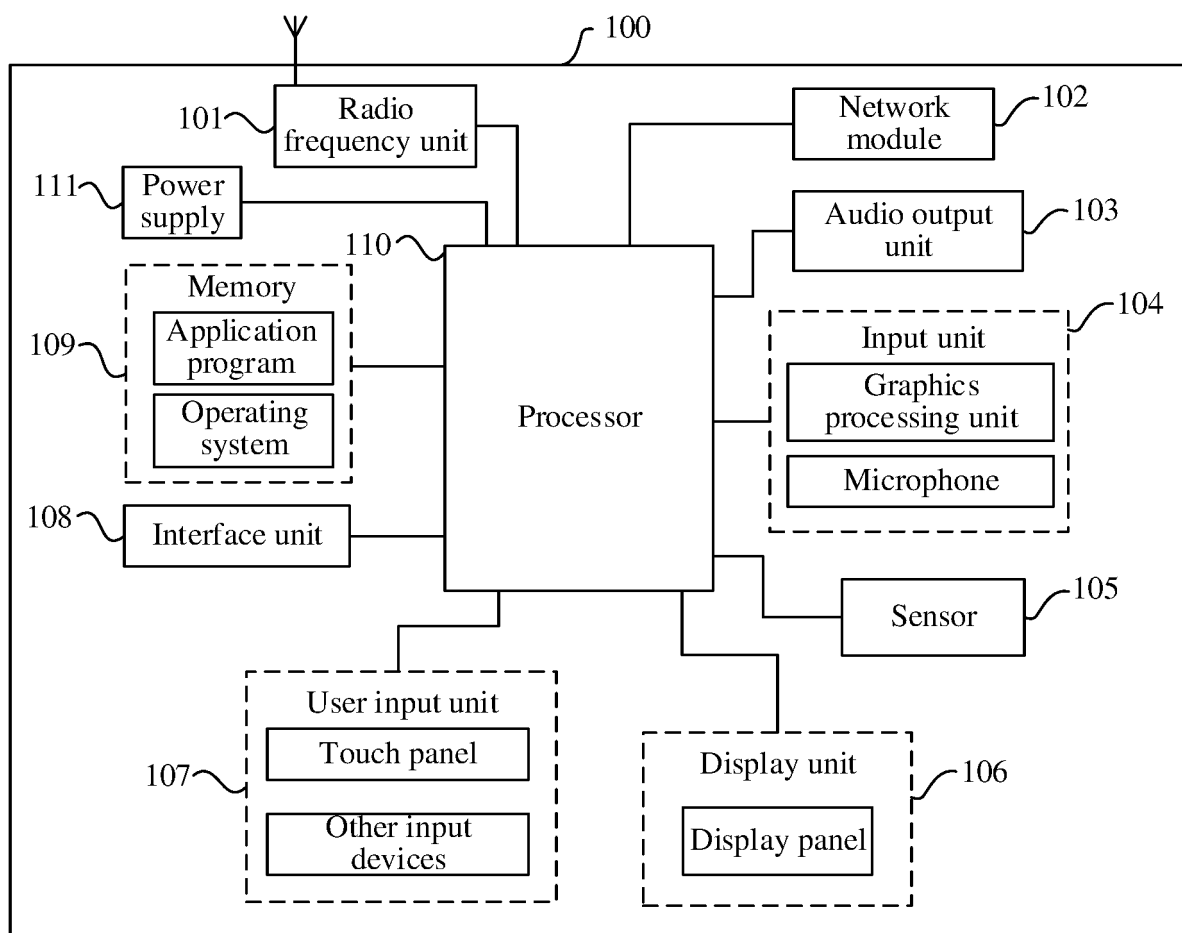 100
101
Radio
frequency unit
Network
module
102
111
Power
supply
Audio output
unit
103
110
Memory
Application
program
Operating
system
109
Processor
104
Input unit
Graphics
processing unit
Microphone
108
Interface unit
Sensor
105
User input unit
Touch panel
Other input
devices
107
Display unit
Display panel
106